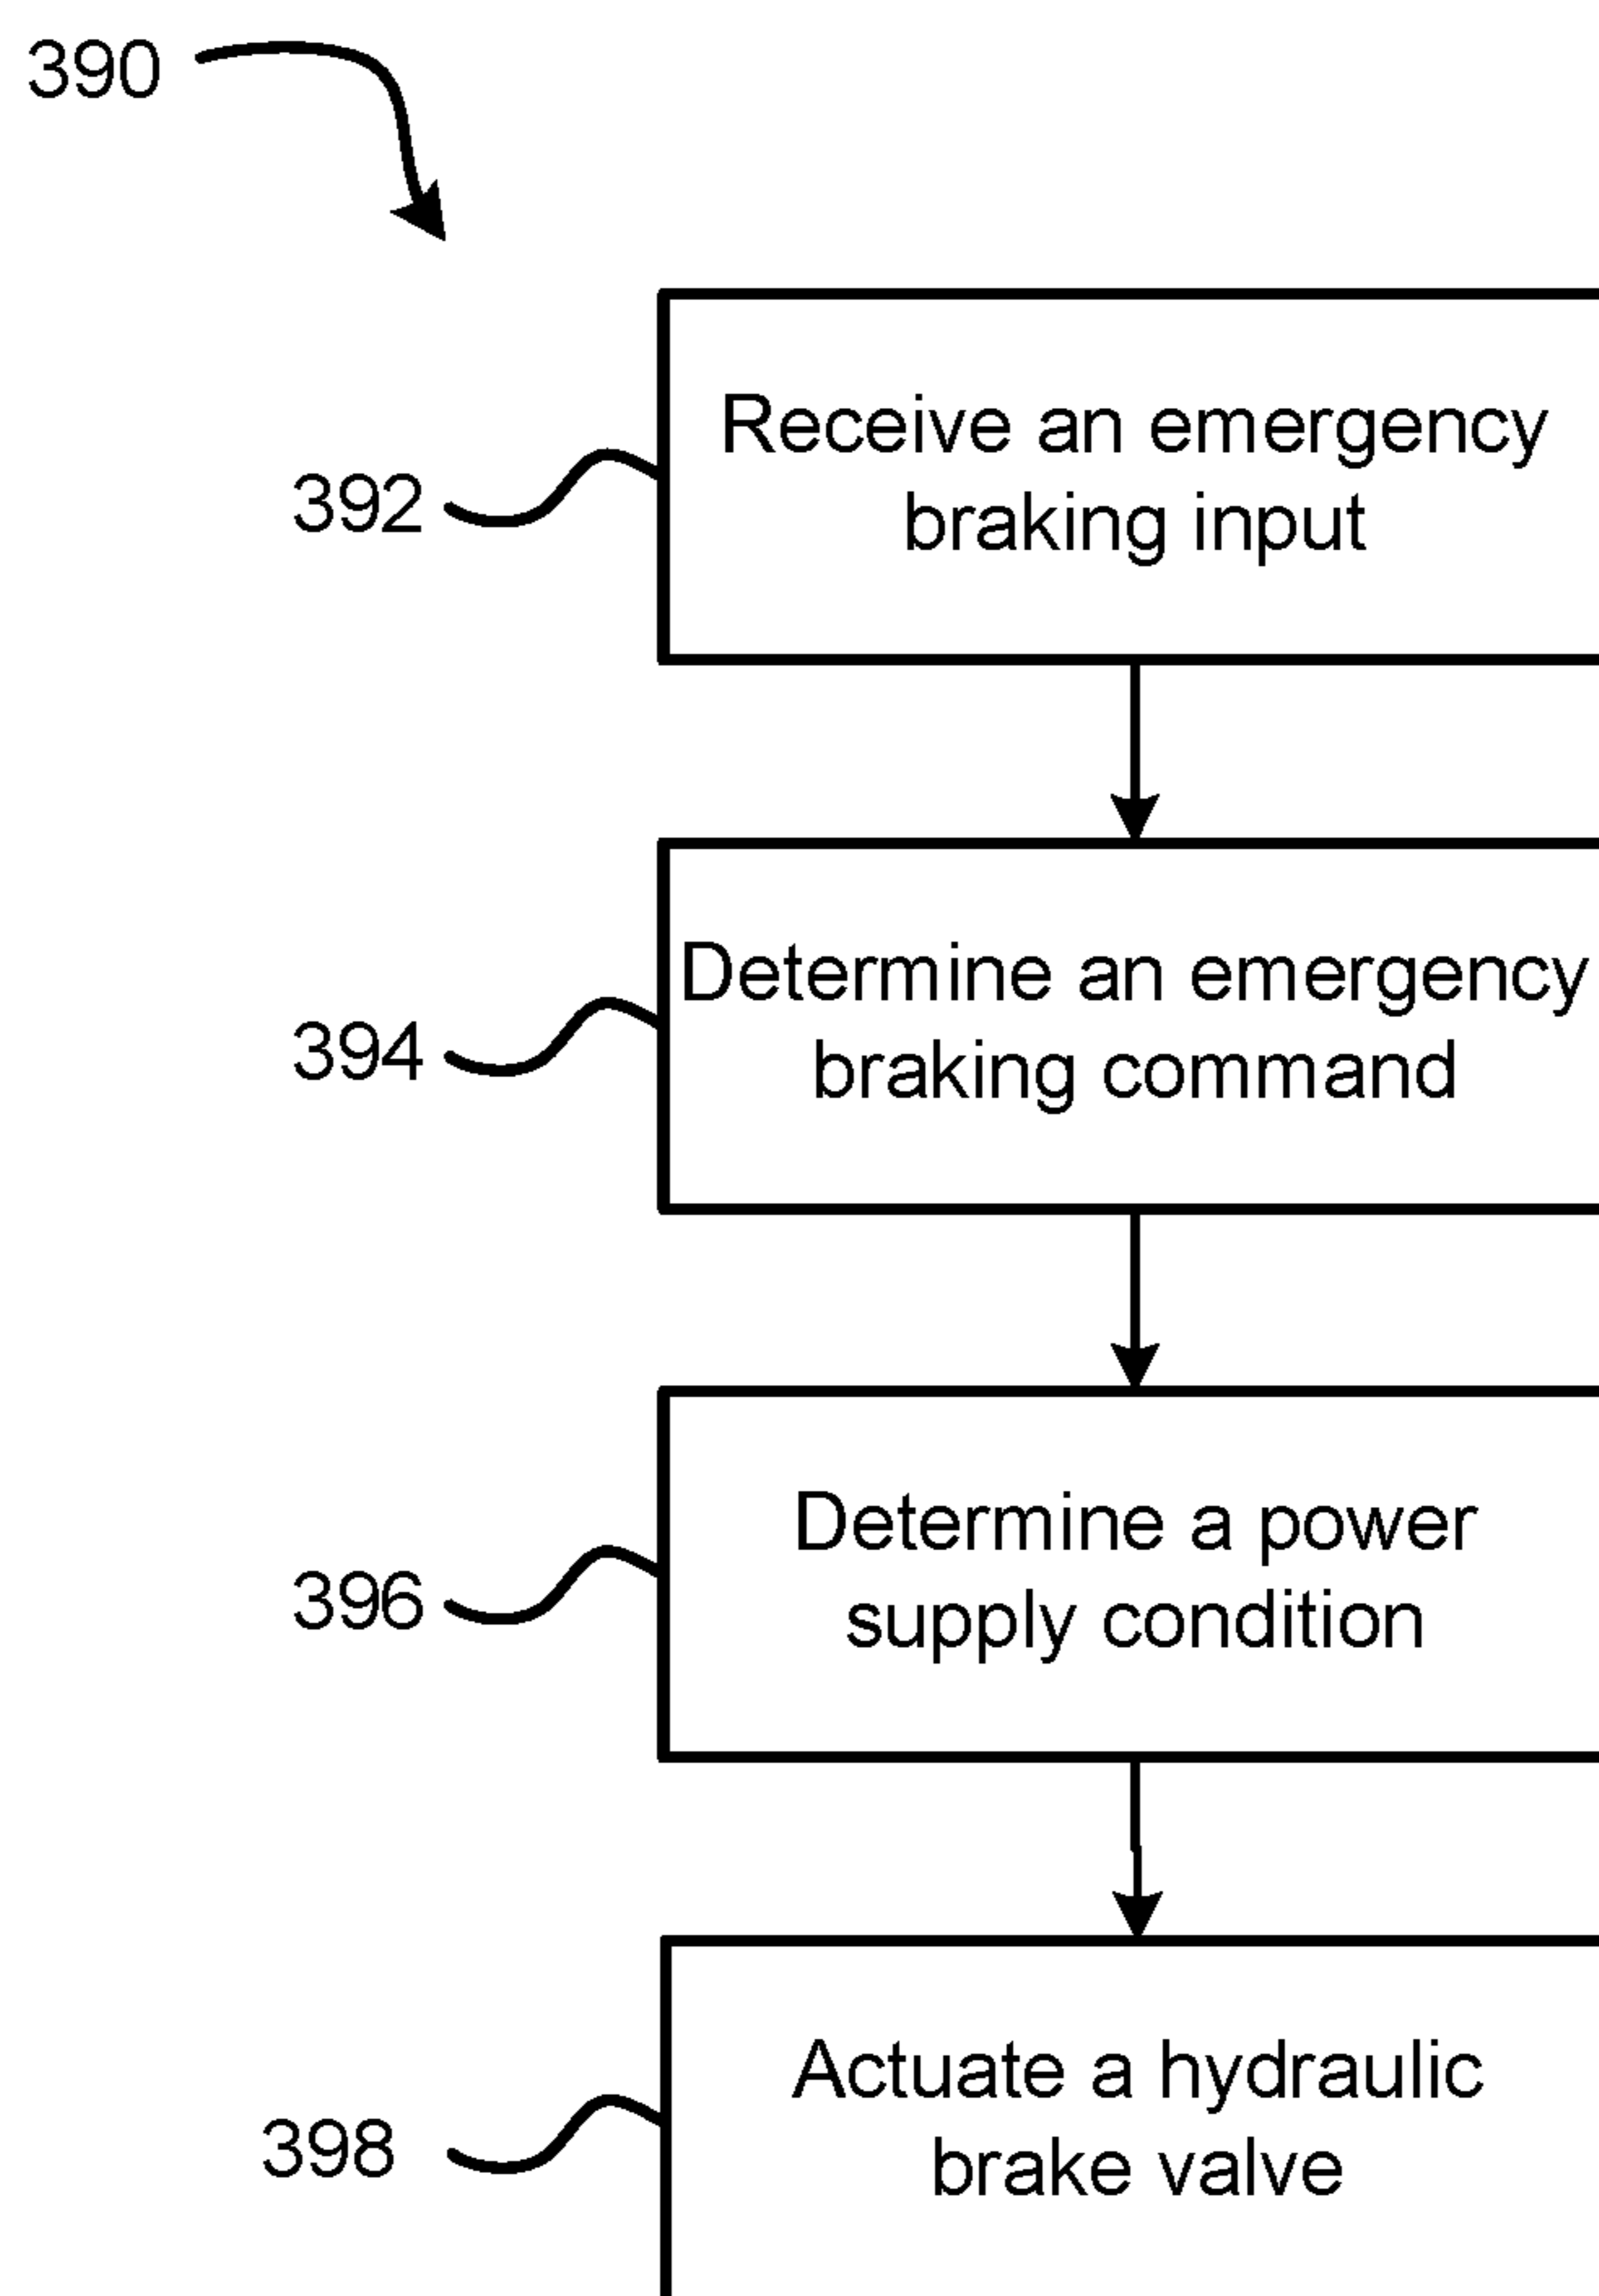 390
392
Receive an emergency
braking input
394
Determine an emergency
braking command
396
Determine a power
supply condition
398
Actuate a hydraulic
brake valve